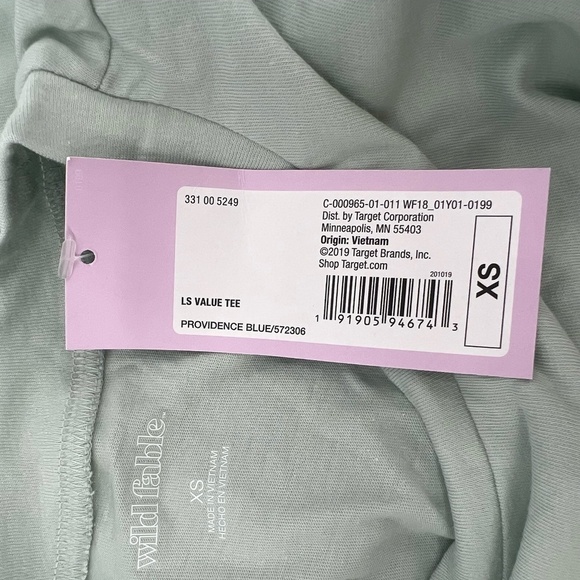 331 00 5249
C-000965-01-011 WF18_01Y01-0199
Dist. by Target Corporation
Minneapolis, MN 55403
Origin: Vietnam
©2019 Target Brands, Inc.
Shop Target.com
201019
XS
LS VALUE TEE
PROVIDENCE BLUE/572306
1 91905 94674 3
wild fable™
XS
MADE IN VIETNAM
HECHO EN VIETNAM